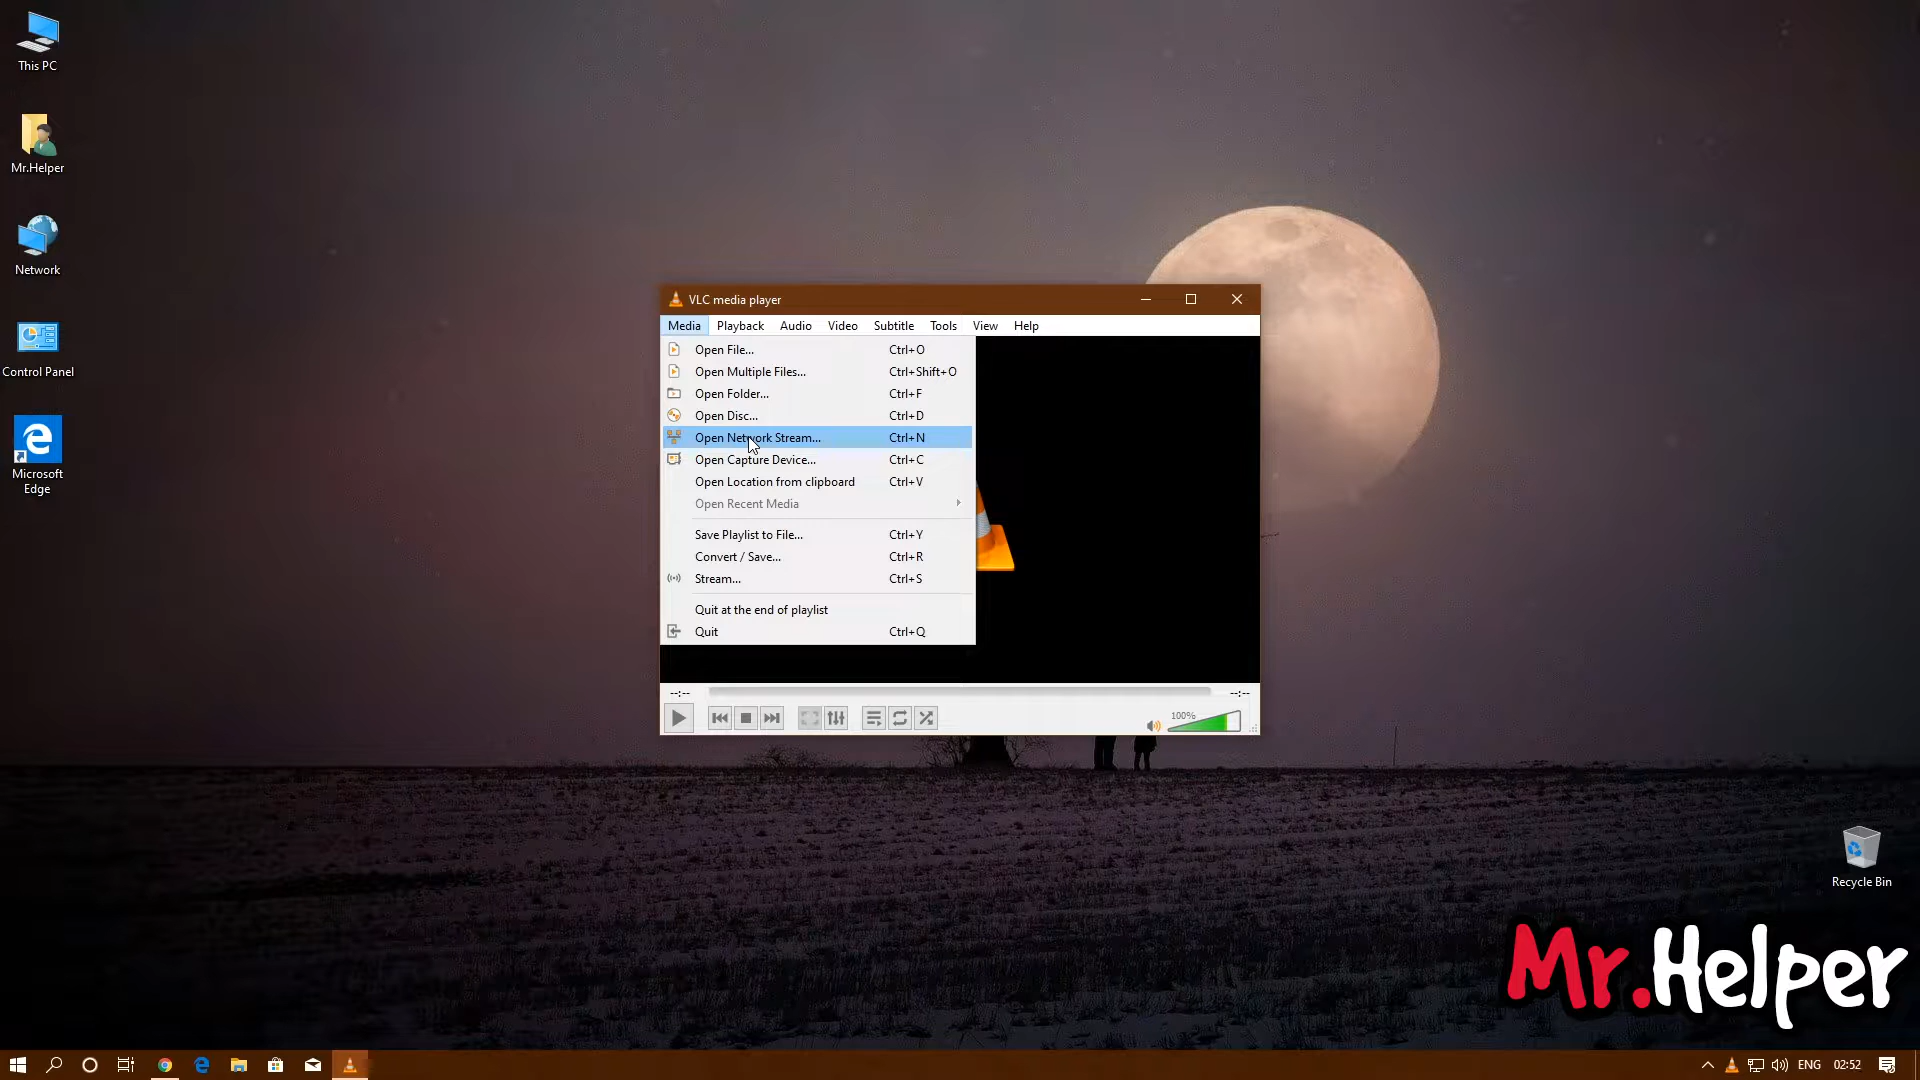 This PC
Mr.Helper
Network
Control Panel
Microsoft
Edge
VLC media player
Media Playback Audio Video Subtitle Tools View Help
Open File... Ctrl+O
Open Multiple Files... Ctrl+Shift+O
Open Folder... Ctrl+F
Open Disc... Ctrl+D
Open Network Stream... Ctrl+N
Open Capture Device... Ctrl+C
Open Location from clipboard Ctrl+V
Open Recent Media
Save Playlist to File... Ctrl+Y
Convert / Save... Ctrl+R
Stream... Ctrl+S
Quit at the end of playlist
Quit Ctrl+Q
--:-- --:--
100%
Recycle Bin
Mr.Helper
ENG 02:52